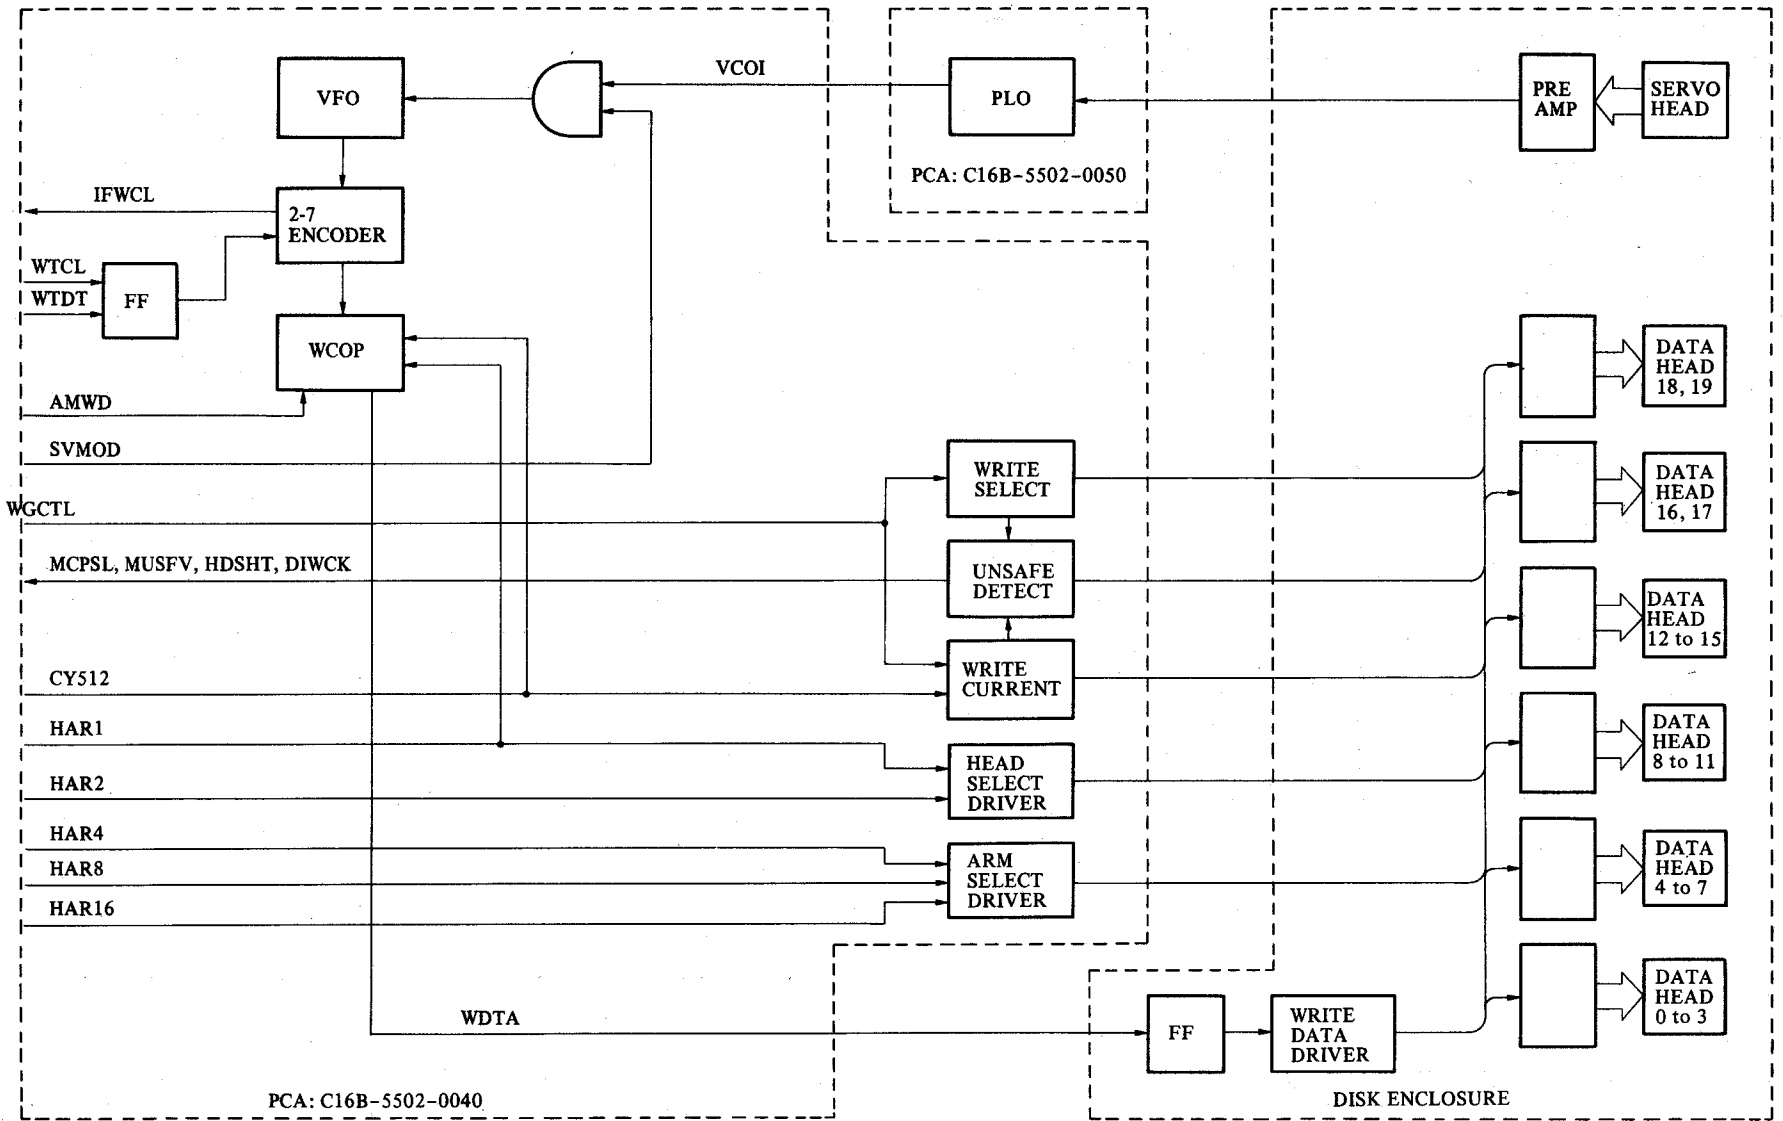 VCOI
VFO
PLO
PRE
AMP
SERVO
HEAD
PCA: C16B-5502-0050
IFWCL
2-7
ENCODER
WTCL
WTDT
FF
WCOP
DATA
HEAD
18, 19
AMWD
SVMOD
WRITE
SELECT
DATA
HEAD
16, 17
WGCTL
MCPSL, MUSFV, HDSHT, DIWCK
UNSAFE
DETECT
DATA
HEAD
12 to 15
CY512
WRITE
CURRENT
HAR1
HEAD
SELECT
DRIVER
DATA
HEAD
8 to 11
HAR2
HAR4
HAR8
HAR16
ARM
SELECT
DRIVER
DATA
HEAD
4 to 7
WDTA
FF
WRITE
DATA
DRIVER
DATA
HEAD
0 to 3
PCA: C16B-5502-0040
DISK ENCLOSURE